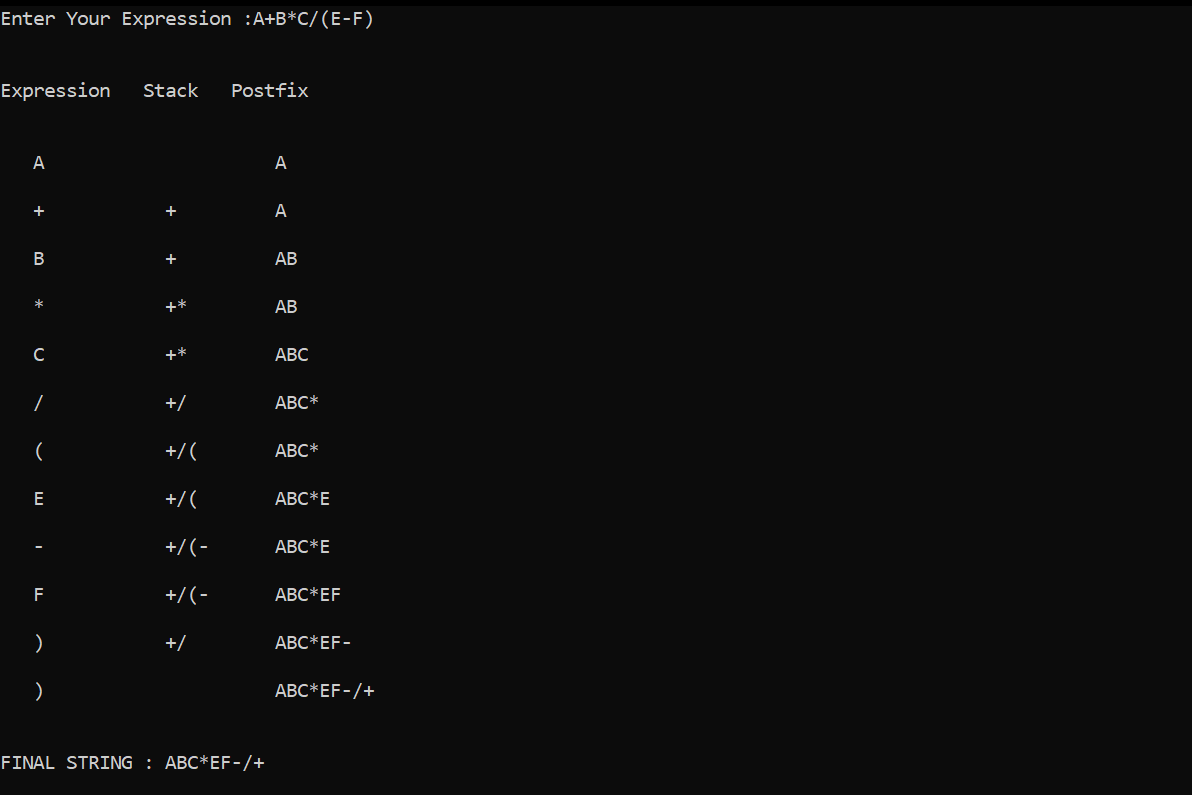 Enter Your Expression :A+B*C/(E-F)
Expression   Stack   Postfix
   A                     A
   +           +         A
   B           +         AB
   *           +*        AB
   C           +*        ABC
   /           +/        ABC*
   (           +/(       ABC*
   E           +/(       ABC*E
   -           +/(-      ABC*E
   F           +/(-      ABC*EF
   )           +/        ABC*EF-
   )                     ABC*EF-/+
FINAL STRING : ABC*EF-/+